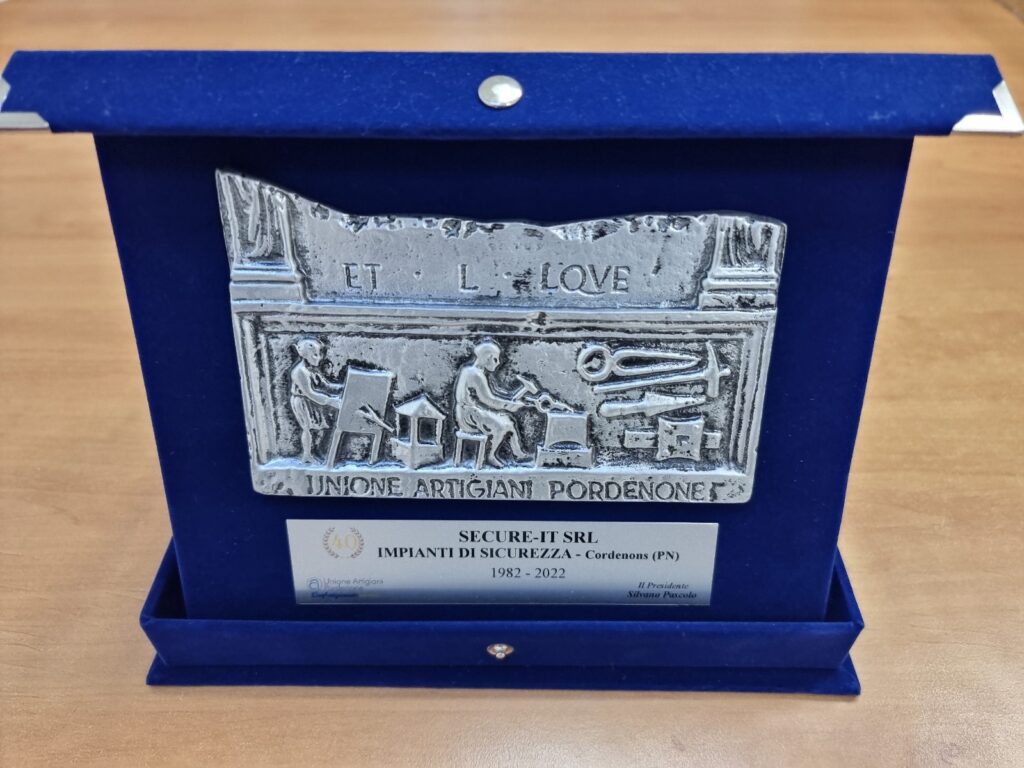 ET · L · LOVE
UNIONE ARTIGIANI PORDENONE
40
SECURE-IT SRL
IMPIANTI DI SICUREZZA - Cordenons (PN)
1982 - 2022
Unione Artigiani
Il Presidente
Silvano Pascolo